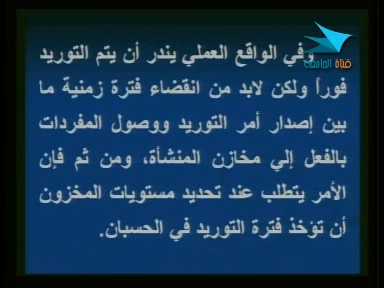 قناة الجامعة
وفي الواقع العملي يندر أن يتم التوريد
فوراً ولكن لابد من انقضاء فترة زمنية ما
بين إصدار أمر التوريد ووصول المفردات
بالفعل إلي مخازن المنشأة، ومن ثم فإن
الأمر يتطلب عند تحديد مستويات المخزون
أن تؤخذ فترة التوريد في الحسبان.